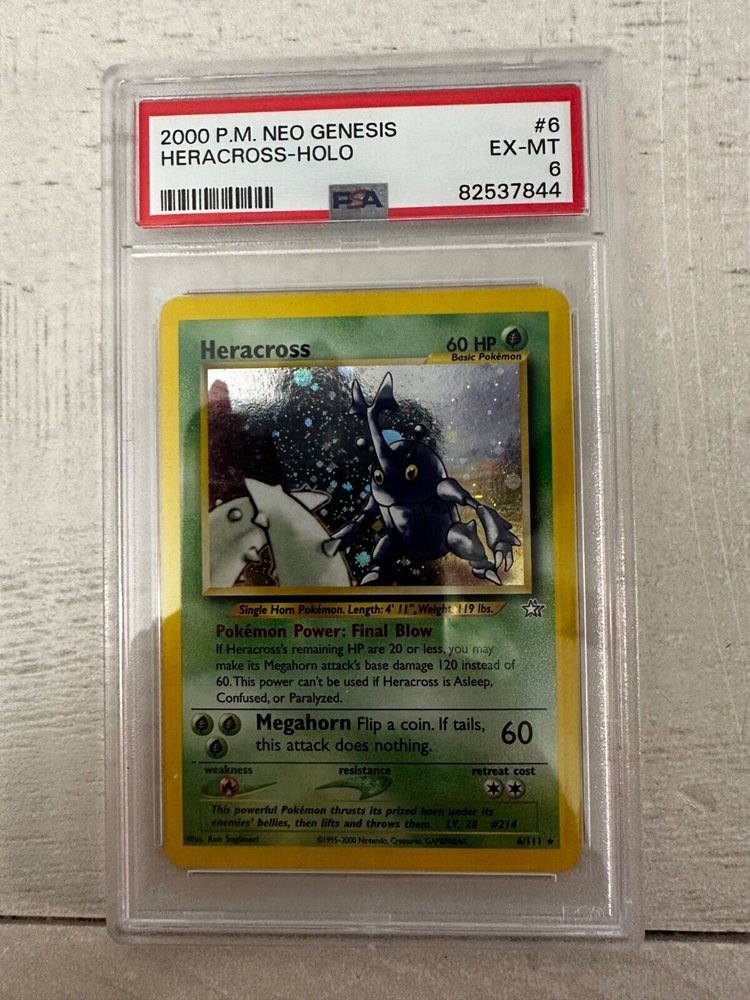 2000 P.M. NEO GENESIS #6
HERACROSS-HOLO EX-MT
6
82537844
PSA
Heracross 60 HP
Basic Pokémon
Single Horn Pokémon. Length: 4' 11", Weight: 119 lbs.
Pokémon Power: Final Blow
If Heracross's remaining HP are 20 or less, you may
make its Megahorn attack's base damage 120 instead of
60. This power can't be used if Heracross is Asleep,
Confused, or Paralyzed.
Megahorn Flip a coin. If tails, 60
this attack does nothing.
weakness resistance retreat cost
This powerful Pokémon thrusts its prized horn under its
enemies' bellies, then lifts and throws them. LV. 28 #214
Illus. Ken Sugimori ©1995-2000 Nintendo, Creatures, GAMEFREAK 6/111 ★